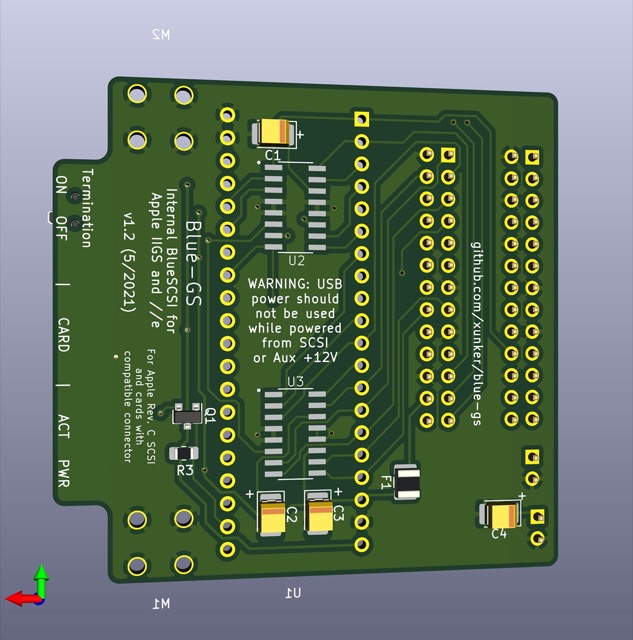 M2
C1
ON
OFF
Termination
Blue-GS
Internal BlueSCSI for
Apple IIGS and //e
v1.2 (5/2021)
U2
WARNING: USB
power should
not be used
while powered
from SCSI
or Aux +12V
github.com/xunker/blue-gs
CARD
For Apple Rev. C SCSI
and cards with
compatible connector
U3
Q1
ACT
PWR
R3
F1
C2
C3
C4
M1
U1